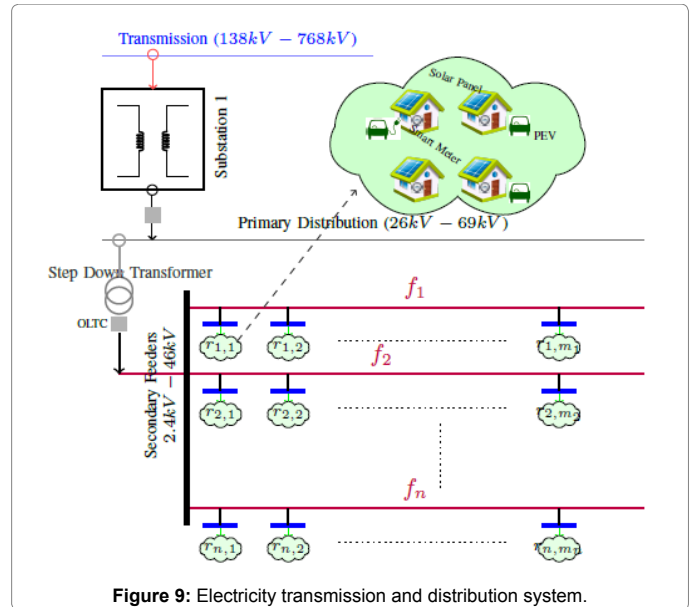 Transmission (138kV − 768kV)
Substation 1
Solar Panel
Smart Meter
PEV
Primary Distribution (26kV − 69kV)
Step Down Transformer
OLTC
Secondary Feeders
2.4kV − 46kV
f₁
r₁,₁ r₁,₂ r₁,m₁
f₂
r₂,₁ r₂,₂ r₂,m₂
fₙ
rₙ,₁ rₙ,₂ rₙ,mₙ
Figure 9: Electricity transmission and distribution system.